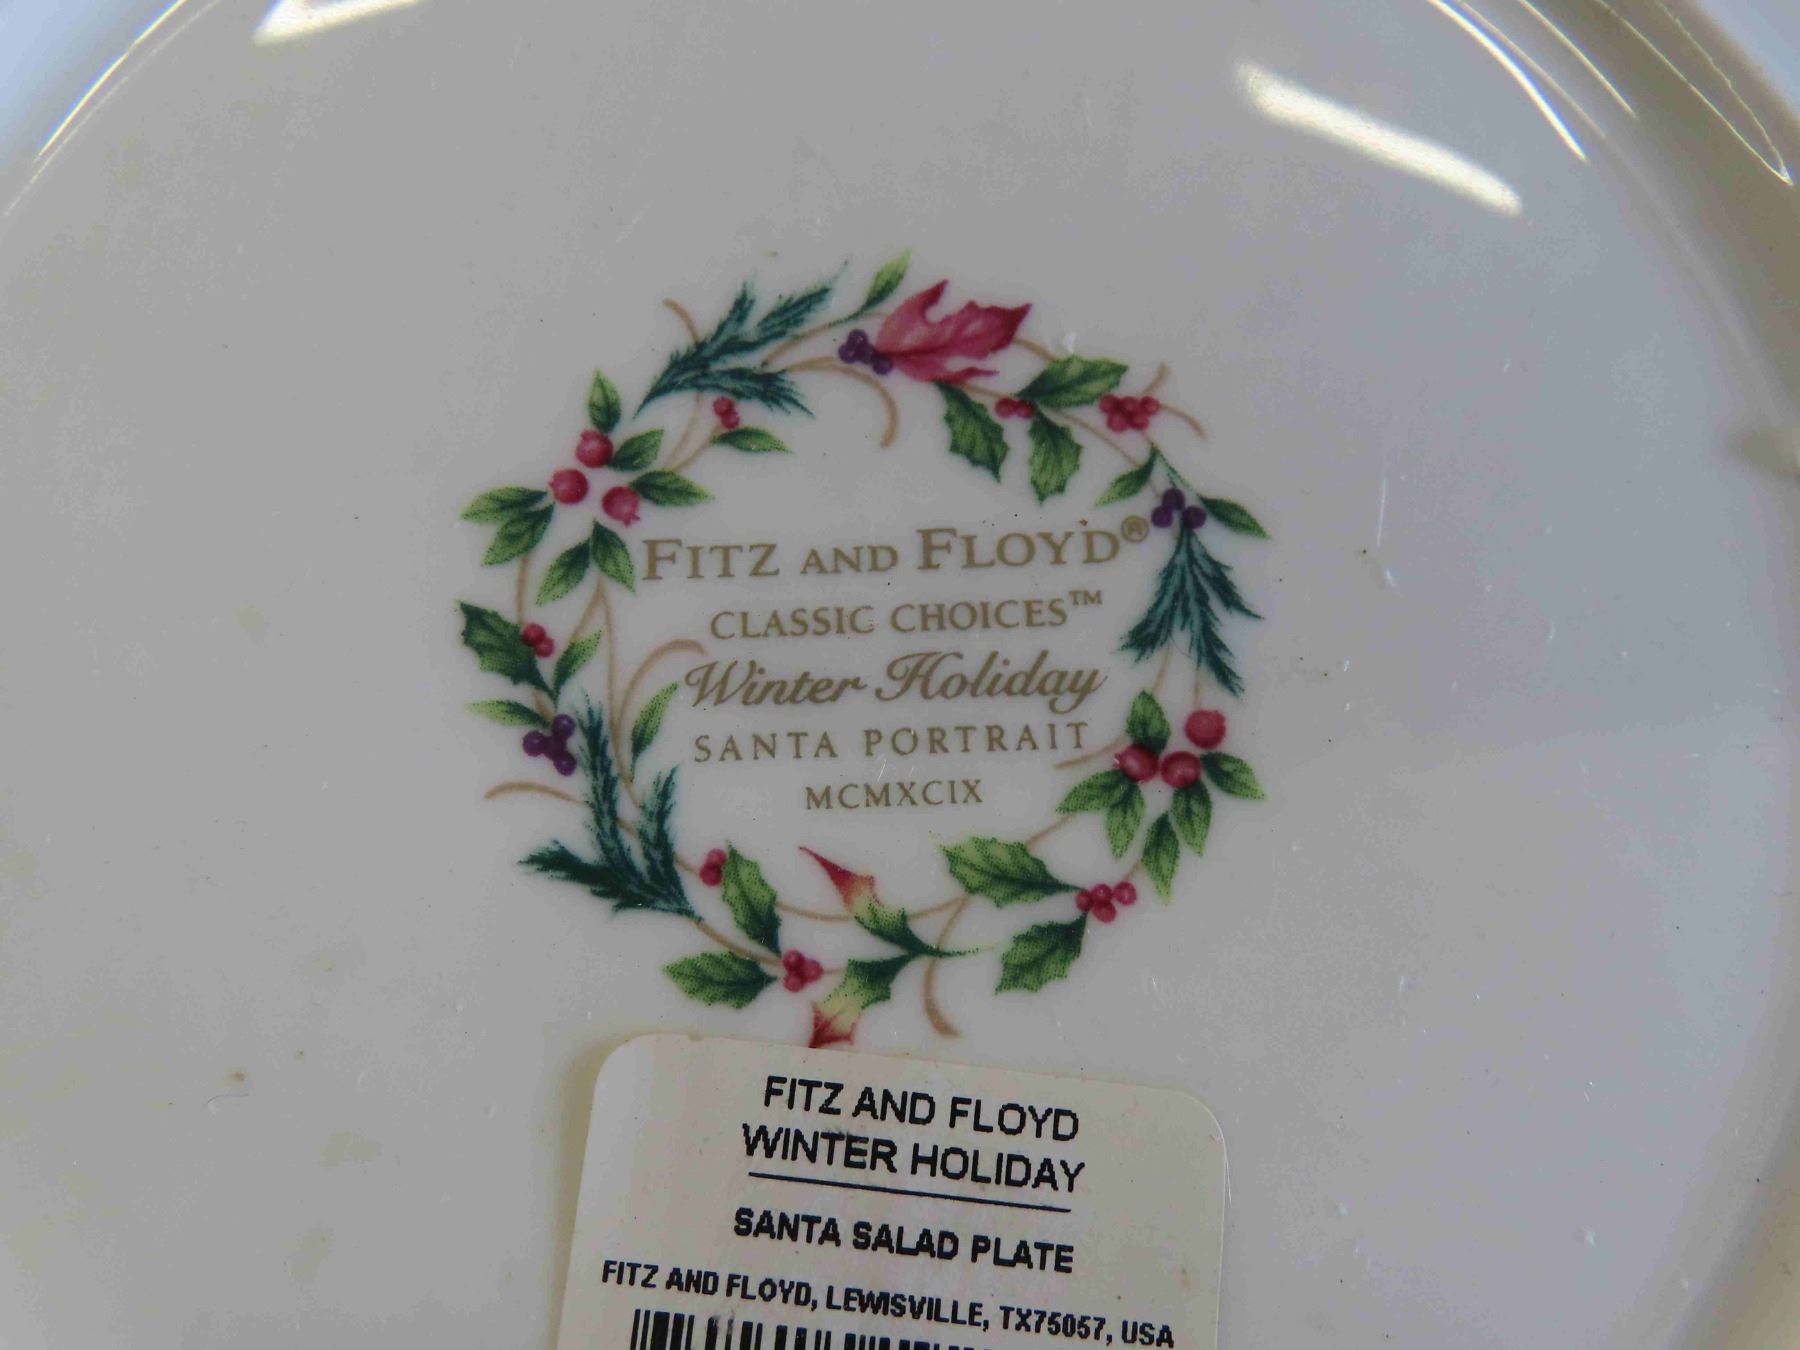 FITZ AND FLOYD®
CLASSIC CHOICES™
Winter Holiday
SANTA PORTRAIT
MCMXCIX
FITZ AND FLOYD
WINTER HOLIDAY
SANTA SALAD PLATE
FITZ AND FLOYD, LEWISVILLE, TX75057, USA